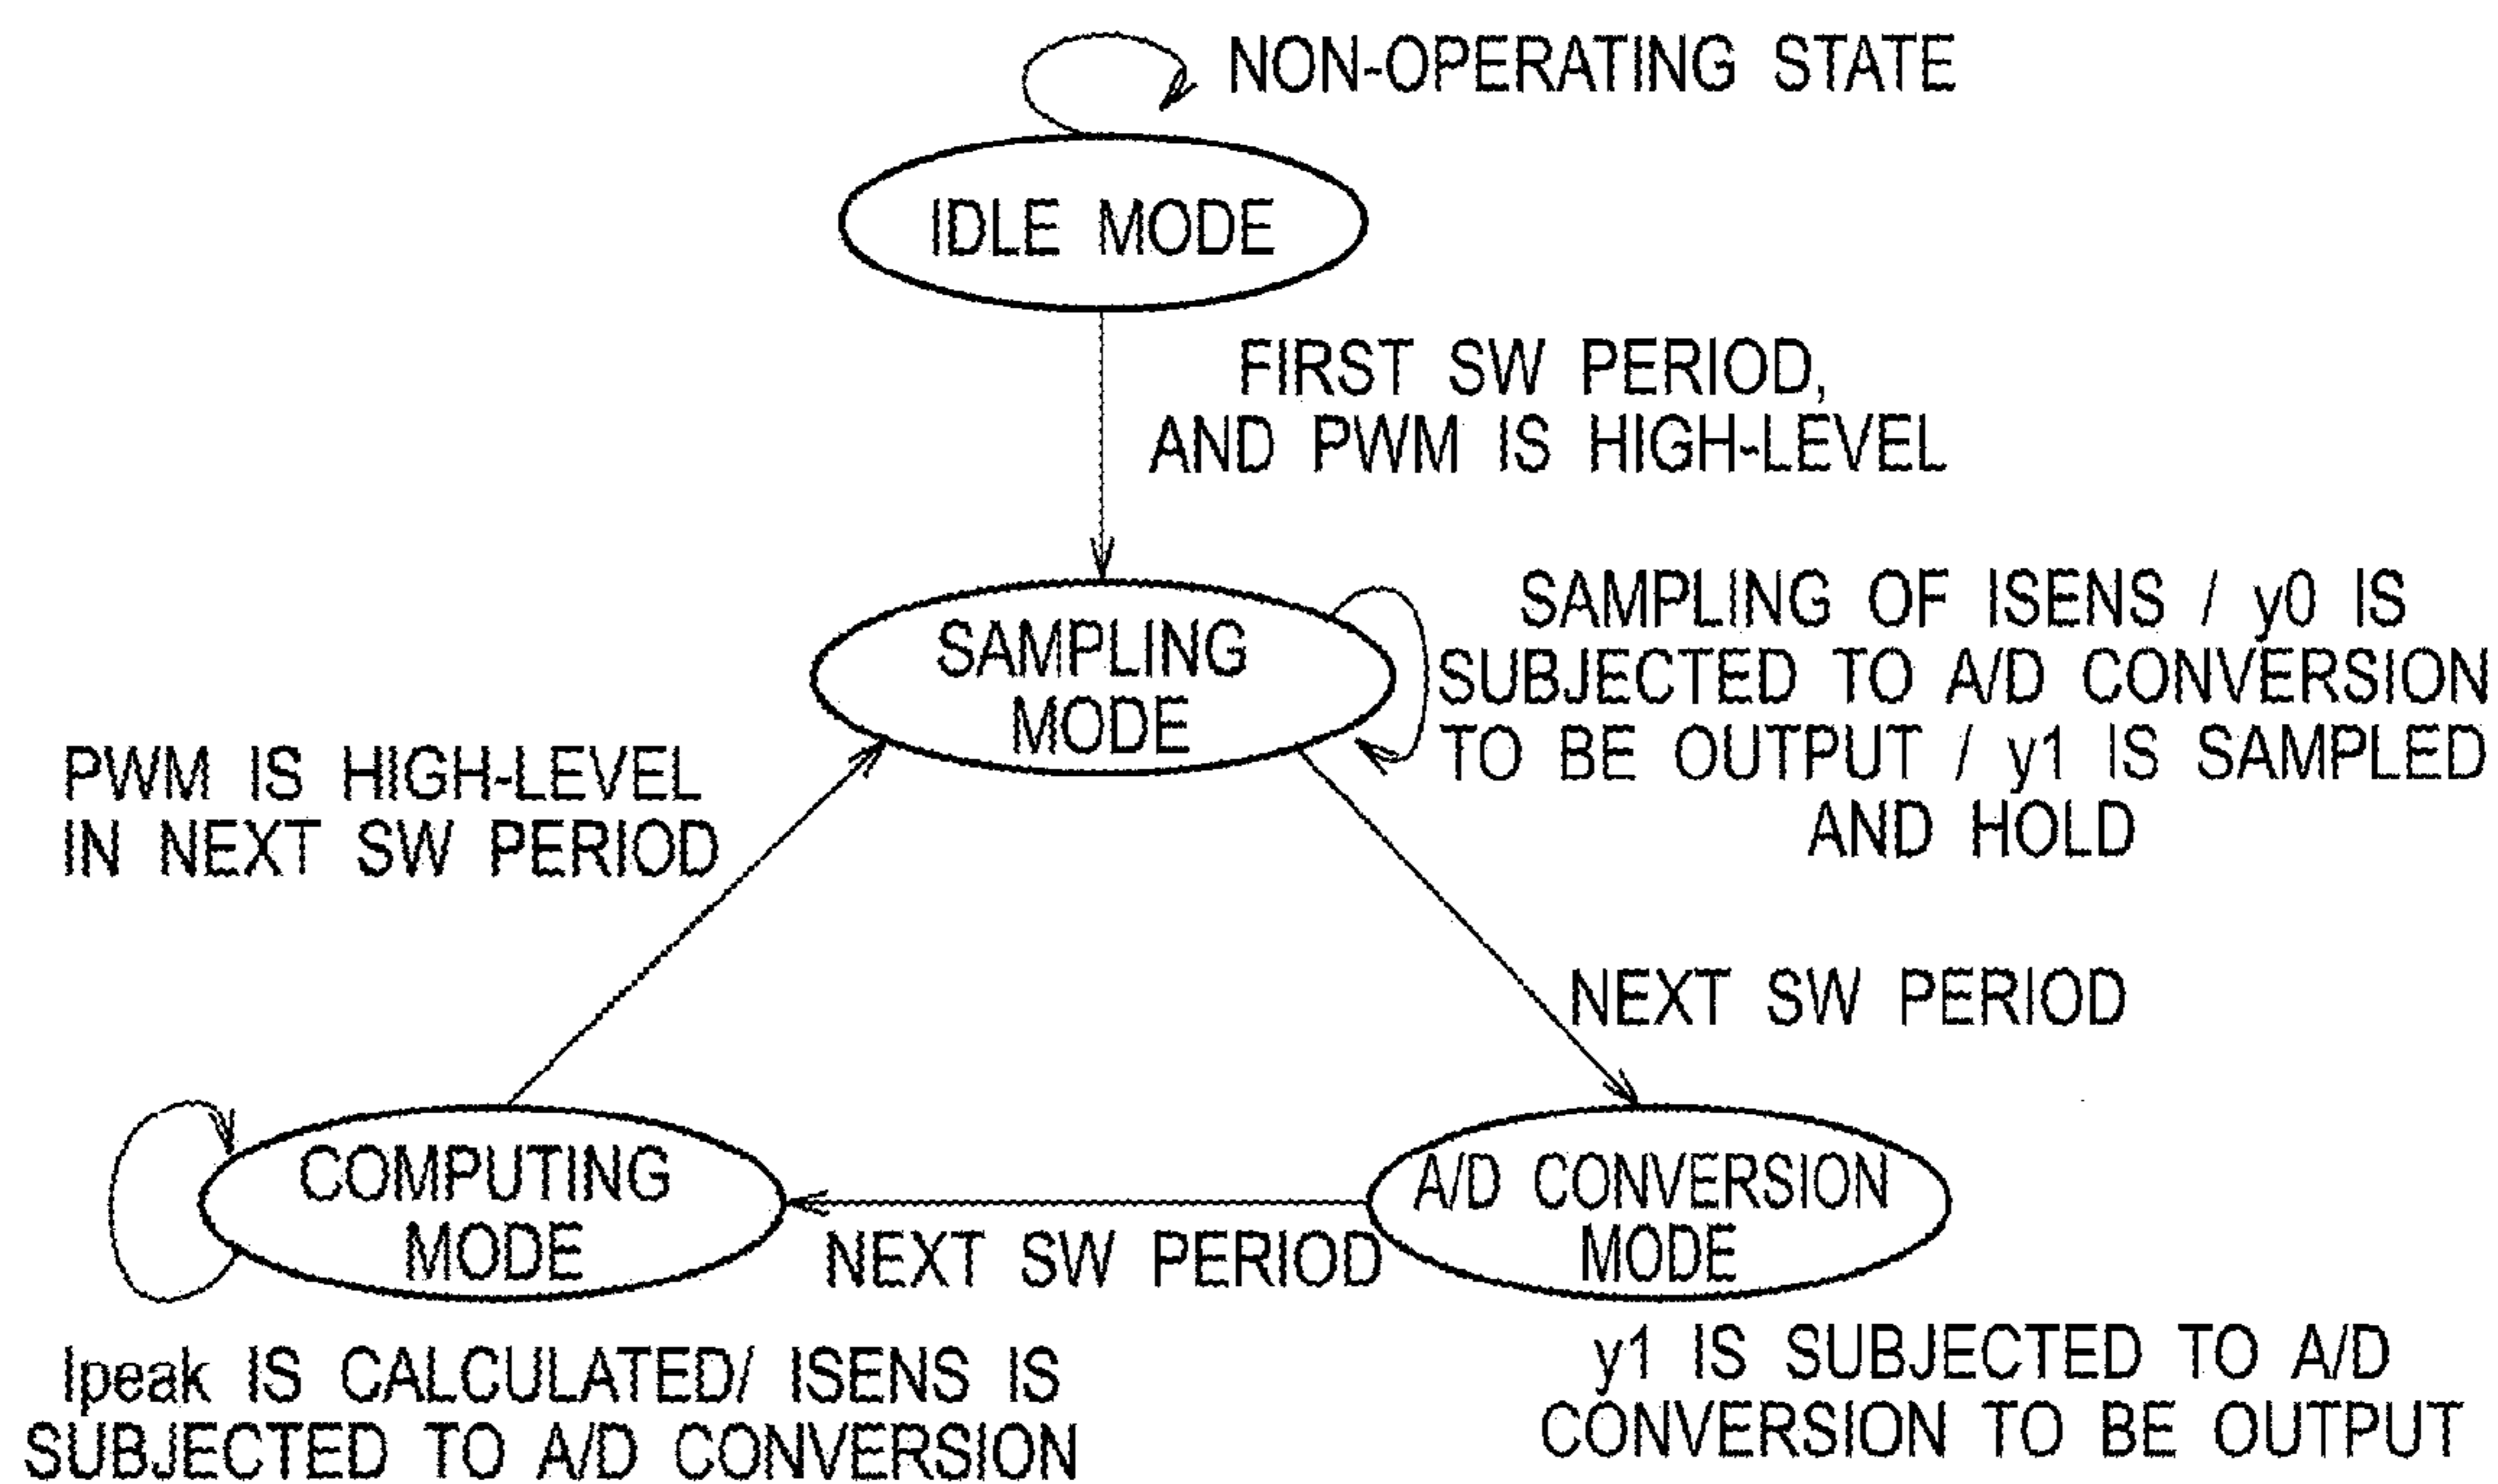 NON-OPERATING STATE
IDLE MODE
FIRST SW PERIOD,
AND PWM IS HIGH-LEVEL
SAMPLING
MODE
SAMPLING OF ISENS / y0 IS
SUBJECTED TO A/D CONVERSION
TO BE OUTPUT / y1 IS SAMPLED
AND HOLD
PWM IS HIGH-LEVEL
IN NEXT SW PERIOD
NEXT SW PERIOD
COMPUTING
MODE
NEXT SW PERIOD
A/D CONVERSION
MODE
Ipeak IS CALCULATED/ ISENS IS
SUBJECTED TO A/D CONVERSION
y1 IS SUBJECTED TO A/D
CONVERSION TO BE OUTPUT